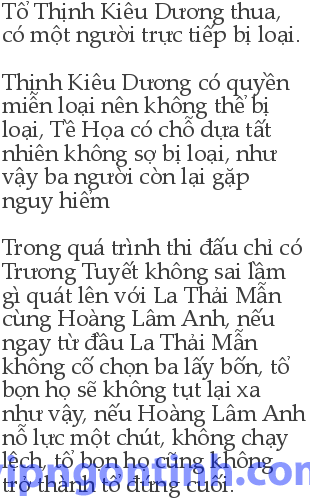 Tổ Thịnh Kiêu Dương thua,
có một người trực tiếp bị loại.
Thịnh Kiêu Dương có quyền
miễn loại nên không thể bị
loại, Tề Họa có chỗ dựa tất
nhiên không sợ bị loại, như
vậy ba người còn lại gặp
nguy hiểm
Trong quá trình thi đấu chỉ có
Trương Tuyết không sai lầm
gì quát lên với La Thải Mẫn
cùng Hoàng Lâm Anh, nếu
ngay từ đầu La Thải Mẫn
không cố chọn ba lấy bốn, tổ
bọn họ sẽ không tụt lại xa
như vậy, nếu Hoàng Lâm Anh
nỗ lực một chút, không chạy
lệch, tổ bọn họ cũng không
trở thành tổ đứng cuối.
vipngontinh.com